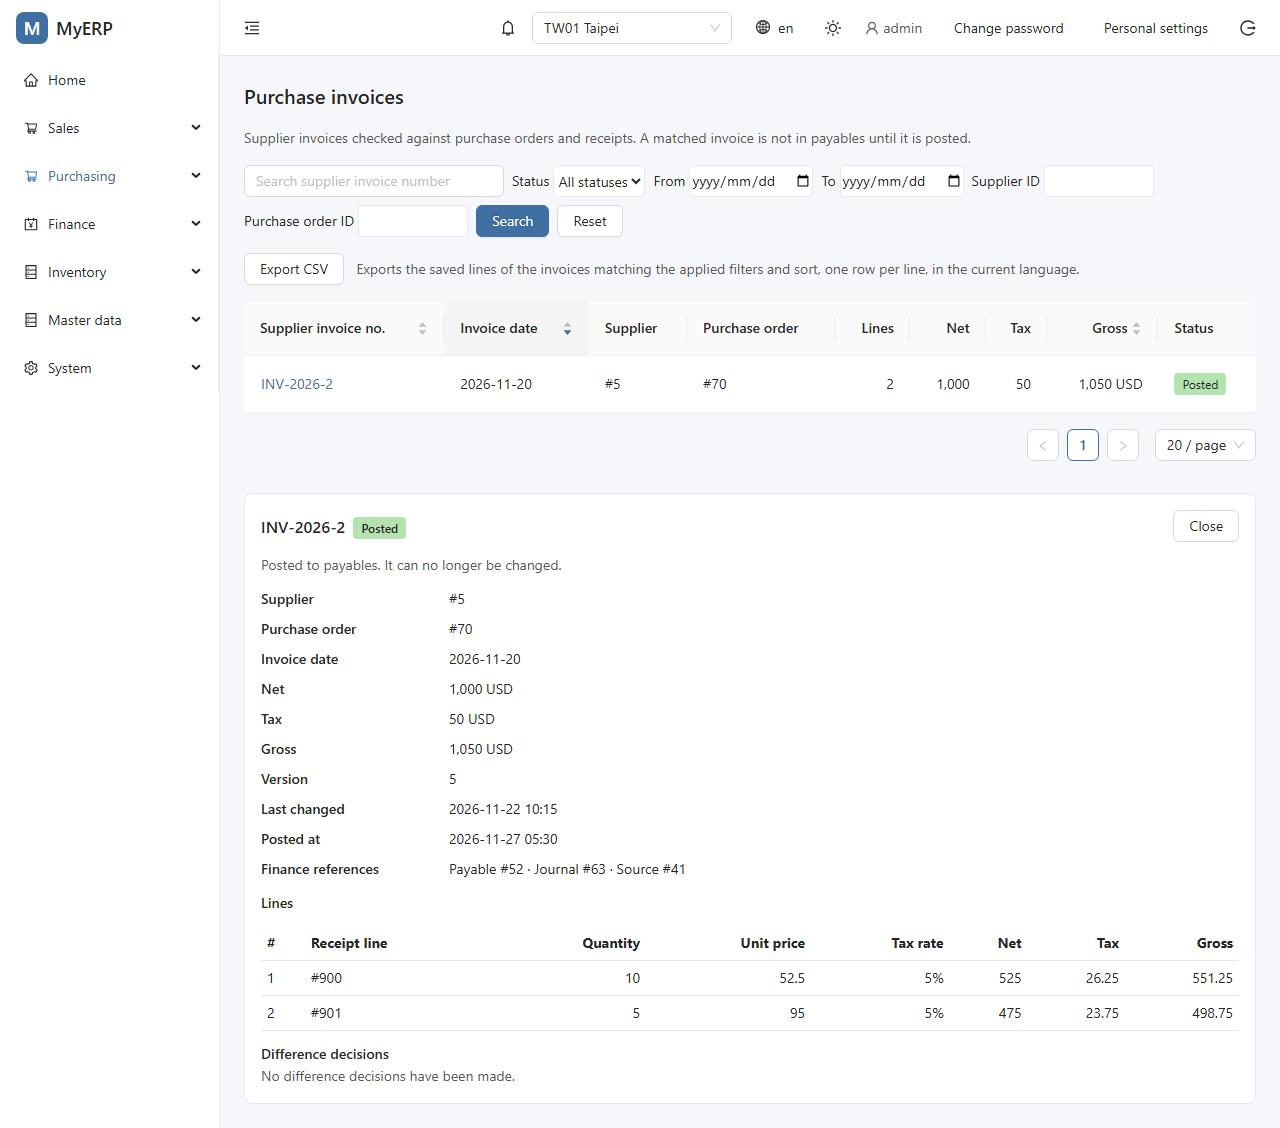 M MyERP
TW01 Taipei
en
admin
Change password
Personal settings
Home
Sales
Purchasing
Finance
Inventory
Master data
System
Purchase invoices
Supplier invoices checked against purchase orders and receipts. A matched invoice is not in payables until it is posted.
Search supplier invoice number Status All statuses From yyyy/mm/dd To yyyy/mm/dd Supplier ID
Purchase order ID Search Reset
Export CSV Exports the saved lines of the invoices matching the applied filters and sort, one row per line, in the current language.
Supplier invoice no. Invoice date Supplier Purchase order Lines Net Tax Gross Status
INV-2026-2 2026-11-20 #5 #70 2 1,000 50 1,050 USD Posted
< 1 > 20 / page
INV-2026-2 Posted Close
Posted to payables. It can no longer be changed.
Supplier #5
Purchase order #70
Invoice date 2026-11-20
Net 1,000 USD
Tax 50 USD
Gross 1,050 USD
Version 5
Last changed 2026-11-22 10:15
Posted at 2026-11-27 05:30
Finance references Payable #52 · Journal #63 · Source #41
Lines
# Receipt line Quantity Unit price Tax rate Net Tax Gross
1 #900 10 52.5 5% 525 26.25 551.25
2 #901 5 95 5% 475 23.75 498.75
Difference decisions
No difference decisions have been made.